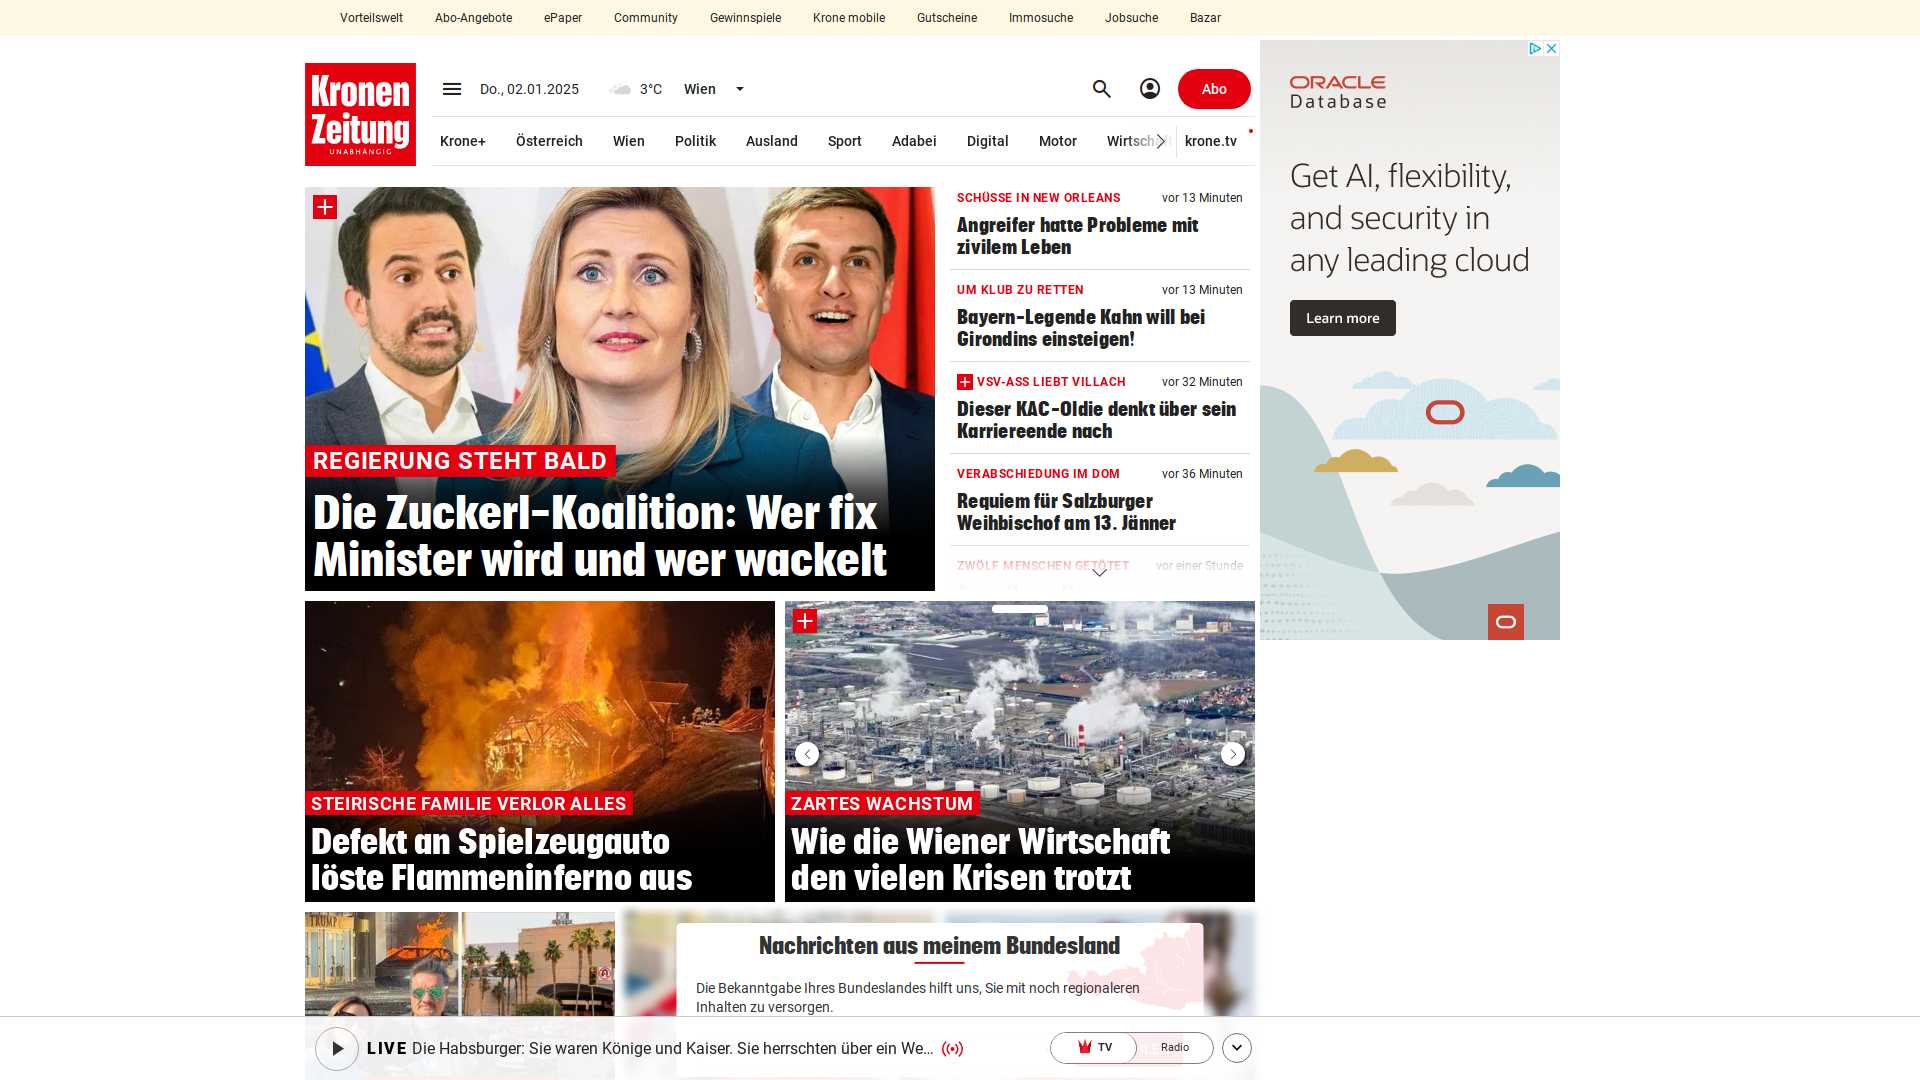 Vorteilswelt Abo-Angebote ePaper Community Gewinnspiele Krone mobile Gutscheine Immosuche Jobsuche Bazar
Kronen
Zeitung
UNABHÄNGIG
Do., 02.01.2025 3°C Wien
Abo
Krone+ Österreich Wien Politik Ausland Sport Adabei Digital Motor Wirtschaft krone.tv
REGIERUNG STEHT BALD
Die Zuckerl-Koalition: Wer fix
Minister wird und wer wackelt
SCHÜSSE IN NEW ORLEANS vor 13 Minuten
Angreifer hatte Probleme mit
zivilem Leben
UM KLUB ZU RETTEN vor 13 Minuten
Bayern-Legende Kahn will bei
Girondins einsteigen!
VSV-ASS LIEBT VILLACH vor 32 Minuten
Dieser KAC-Oldie denkt über sein
Karriereende nach
VERABSCHIEDUNG IM DOM vor 36 Minuten
Requiem für Salzburger
Weihbischof am 13. Jänner
ZWÖLF MENSCHEN GETÖTET vor einer Stunde
ORACLE
Database
Get AI, flexibility,
and security in
any leading cloud
Learn more
STEIRISCHE FAMILIE VERLOR ALLES
Defekt an Spielzeugauto
löste Flammeninferno aus
ZARTES WACHSTUM
Wie die Wiener Wirtschaft
den vielen Krisen trotzt
TRUMP
Nachrichten aus meinem Bundesland
Die Bekanntgabe Ihres Bundeslandes hilft uns, Sie mit noch regionaleren
Inhalten zu versorgen.
LIVE Die Habsburger: Sie waren Könige und Kaiser. Sie herrschten über ein We...
TV Radio